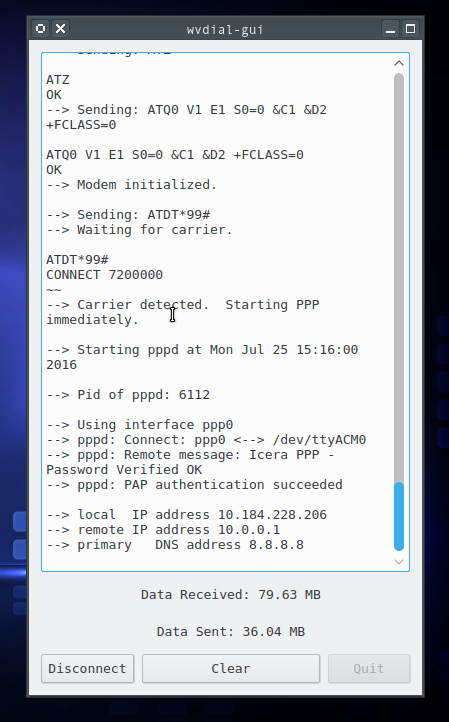 wvdial-gui
ATZ
OK
--> Sending: ATQ0 V1 E1 S0=0 &C1 &D2
+FCLASS=0
ATQ0 V1 E1 S0=0 &C1 &D2 +FCLASS=0
OK
--> Modem initialized.
--> Sending: ATDT*99#
--> Waiting for carrier.
ATDT*99#
CONNECT 7200000
~~
--> Carrier detected.  Starting PPP
immediately.
--> Starting pppd at Mon Jul 25 15:16:00
2016
--> Pid of pppd: 6112
--> Using interface ppp0
--> pppd: Connect: ppp0 <--> /dev/ttyACM0
--> pppd: Remote message: Icera PPP -
Password Verified OK
--> pppd: PAP authentication succeeded
--> local  IP address 10.184.228.206
--> remote IP address 10.0.0.1
--> primary   DNS address 8.8.8.8
Data Received: 79.63 MB
Data Sent: 36.04 MB
Disconnect
Clear
Quit